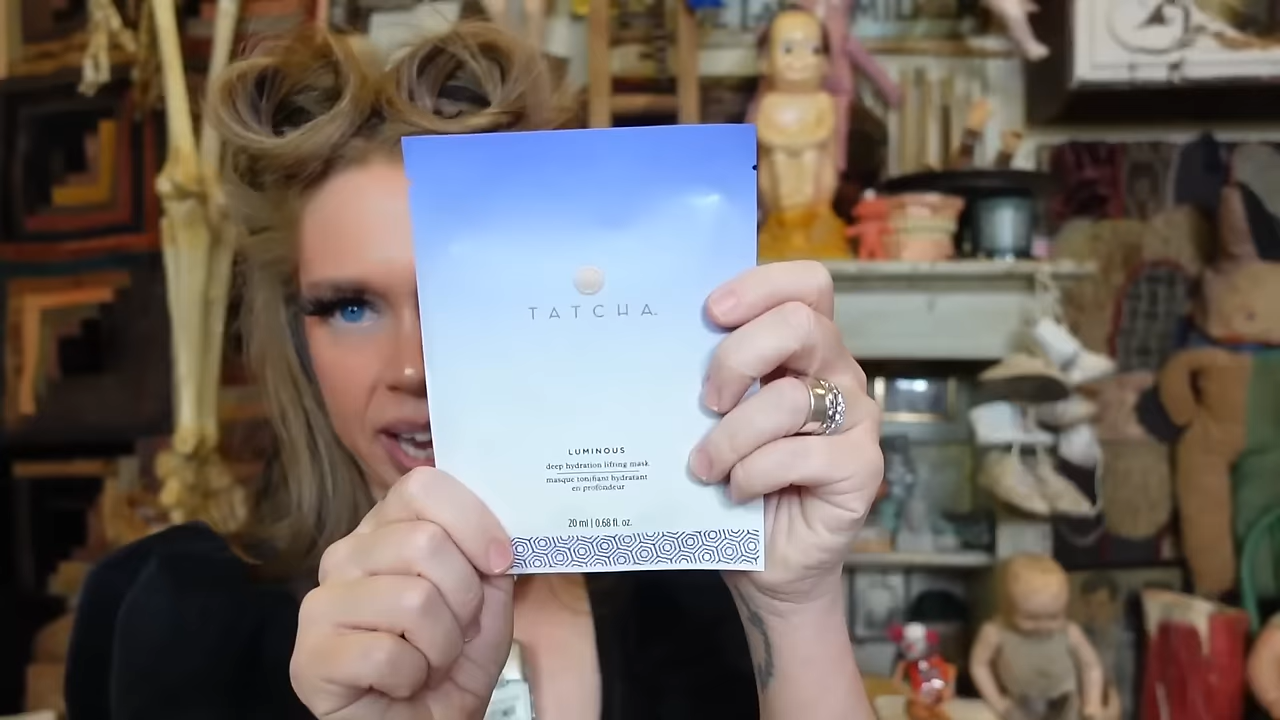 TATCHA
LUMINOUS
deep hydration lifting mask
masque tonifiant hydratant
en profondeur
20 ml | 0.68 fl. oz.